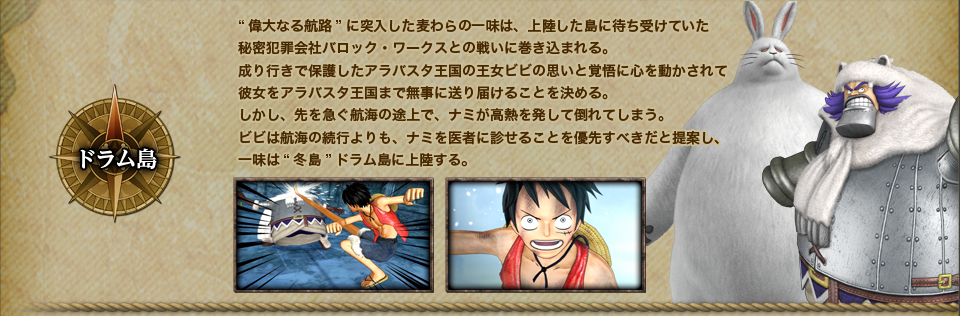 “偉大なる航路”に突入した麦わらの一味は、上陸した島に待ち受けていた
秘密犯罪会社バロック・ワークスとの戦いに巻き込まれる。
成り行きで保護したアラバスタ王国の王女ビビの思いと覚悟に心を動かされて
彼女をアラバスタ王国まで無事に送り届けることを決める。
しかし、先を急ぐ航海の途上で、ナミが高熱を発して倒れてしまう。
ビビは航海の続行よりも、ナミを医者に診せることを優先すべきだと提案し、
一味は“冬島”ドラム島に上陸する。
ドラム島